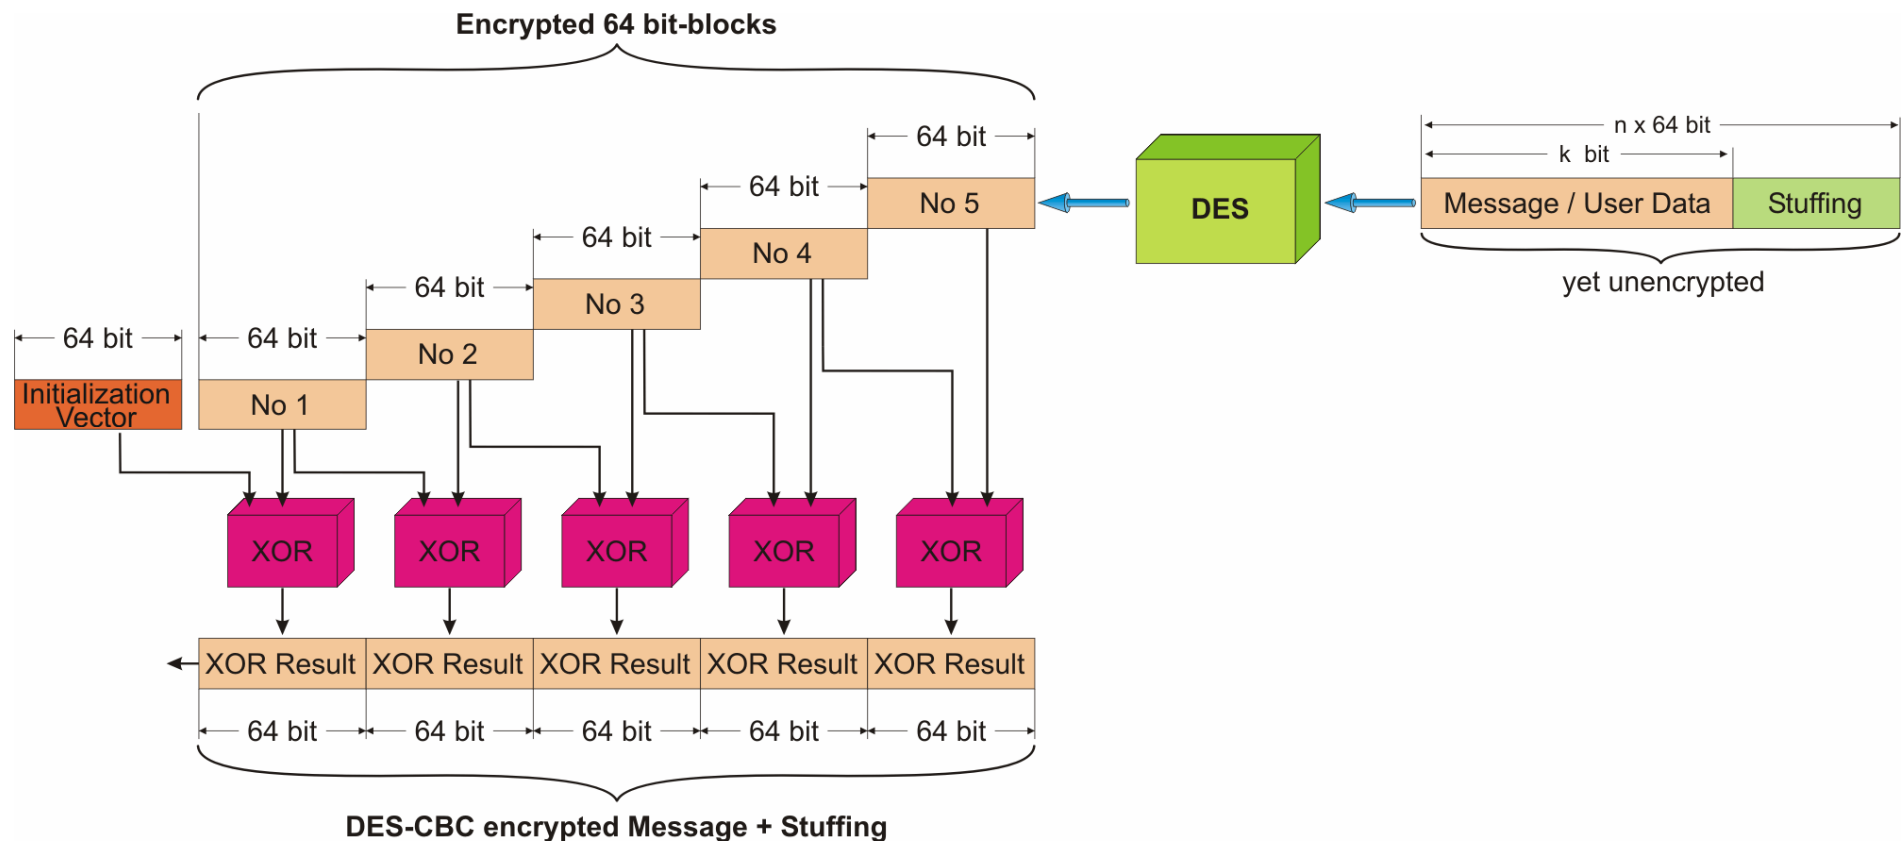 Encrypted 64 bit-blocks
64 bit
n x 64 bit
k bit
64 bit
No 5
DES
Message / User Data
Stuffing
64 bit
No 4
yet unencrypted
64 bit
No 3
64 bit
64 bit
64 bit
No 2
Initialization
Vector
No 1
XOR
XOR
XOR
XOR
XOR
XOR Result
XOR Result
XOR Result
XOR Result
XOR Result
64 bit
64 bit
64 bit
64 bit
64 bit
DES-CBC encrypted Message + Stuffing